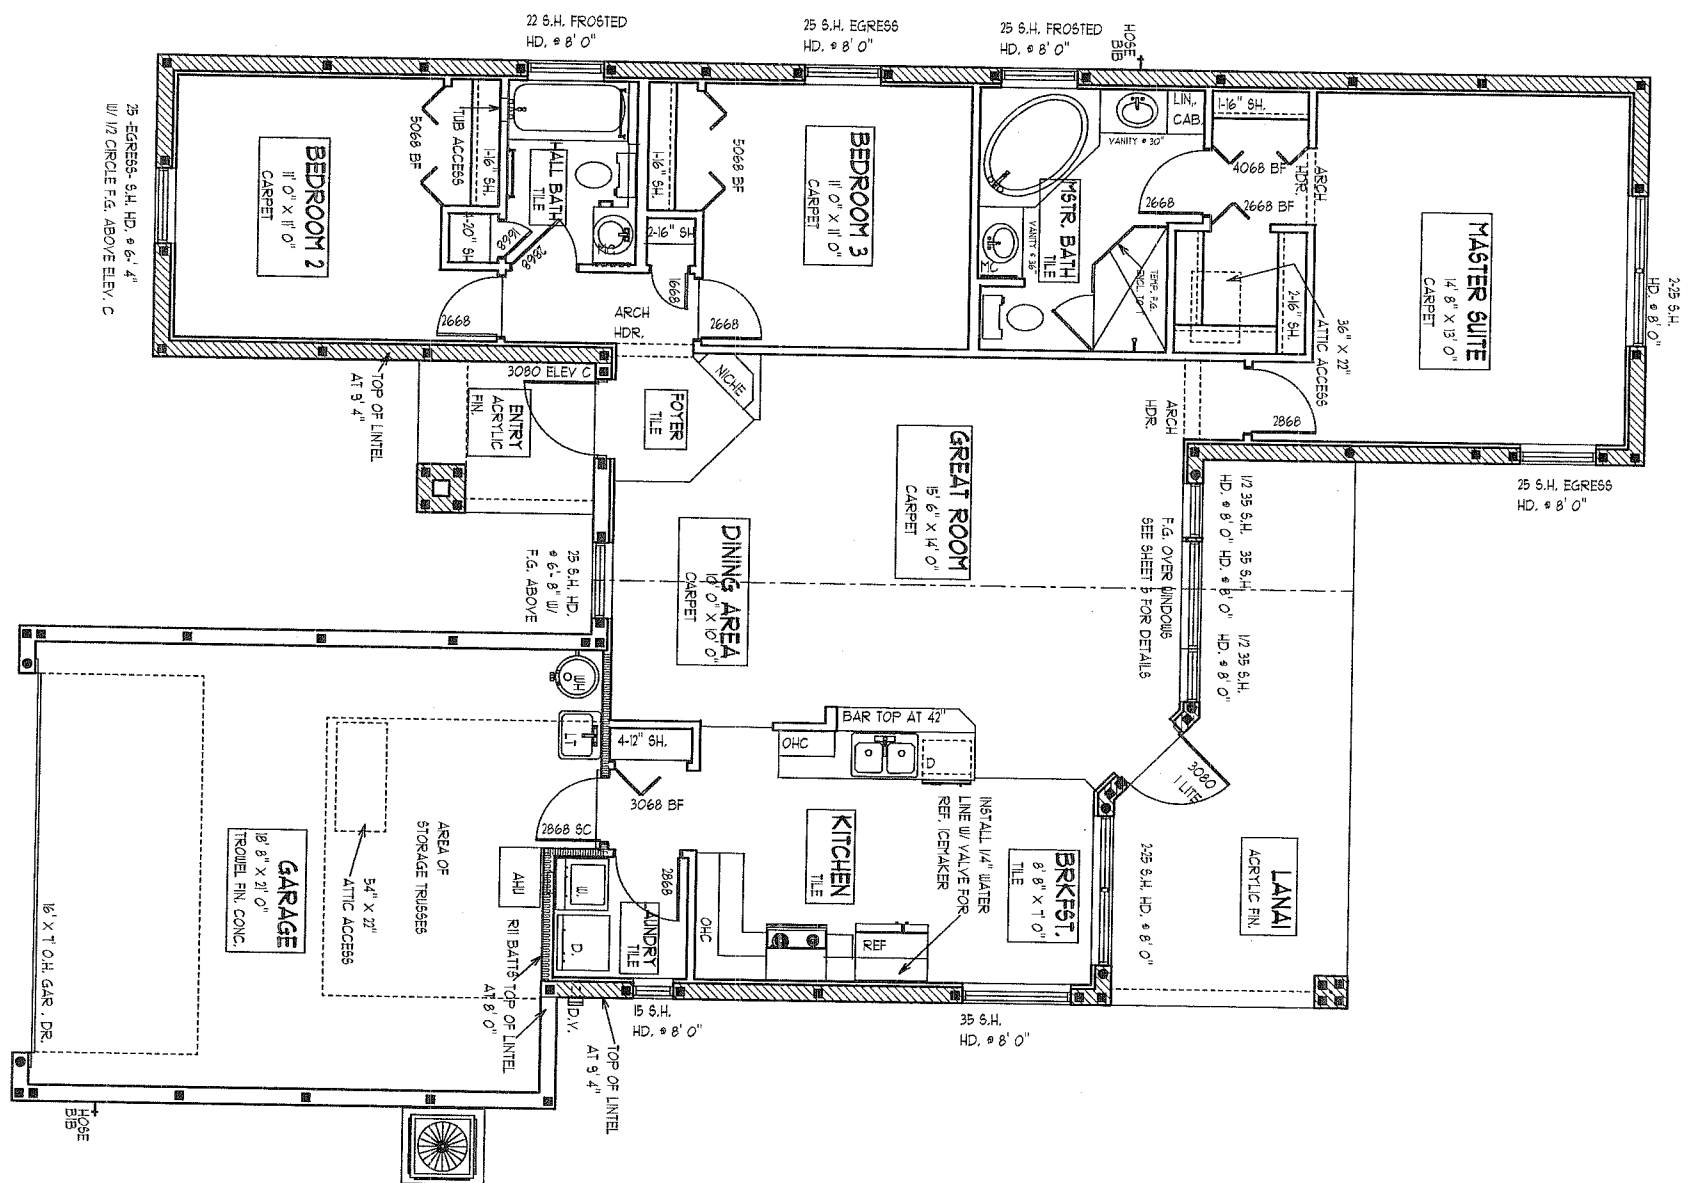 22 S.H. FROSTED
HD. @ 8' 0"
25 S.H. EGRESS
HD. @ 8' 0"
25 S.H. FROSTED
HD. @ 8' 0"
HOSE
BIB
2-25 S.H.
HD. @ 8' 0"
25 -EGRESS- S.H. HD. @ 6'- 4"
W/ 1/2 CIRCLE F.G. ABOVE ELEV. C
BEDROOM 2
11' 0" X 11' 0"
CARPET
5068 BF
TUB ACCESS
1-16" SH.
HALL BATH
TILE
1-20" SH
1668
2868
2668
1-16" SH.
5068 BF
2-16" SH
1668
ARCH
HDR.
2668
BEDROOM 3
11' 0" X 11' 0"
CARPET
LIN.
CAB.
VANITY @ 30"
MSTR. BATH
TILE
VANITY @ 36"
MC
TEMP. F.G.
ENCL. TO 7'
2668
1-16" SH.
4068 BF
2668 BF
ARCH
HDR.
2-16" SH.
36" X 22"
ATTIC ACCESS
MASTER SUITE
14' 8" X 13' 0"
CARPET
2868
25 S.H. EGRESS
HD. @ 8' 0"
TOP OF LINTEL
AT 9' 4"
3080 ELEV C
ENTRY
ACRYLIC
FIN.
FOYER
TILE
NICHE
ARCH
HDR.
GREAT ROOM
15' 6" X 14' 0"
CARPET
1/2 35 S.H. 35 S.H. 1/2 35 S.H.
HD. @ 8' 0" HD. @ 8' 0" HD. @ 8' 0"
F.G. OVER WINDOWS
SEE SHEET 5 FOR DETAILS
25 S.H. HD.
@ 6'- 8" W/
F.G. ABOVE
DINING AREA
10' 0" X 10' 0"
CARPET
WH
LT
4-12" SH.
3068 BF
2868 SC
OHC
BAR TOP AT 42"
D
3080
1 LITE
KITCHEN
TILE
INSTALL 1/4" WATER
LINE W/ VALVE FOR
REF. ICEMAKER
BRKFST.
8' 8" X 7' 0"
TILE
2-25 S.H. HD. @ 8' 0"
LANAI
ACRYLIC FIN.
OHC
REF
2868
LAUNDRY
TILE
W.
D.
AHU
AREA OF
STORAGE TRUSSES
54" X 22"
ATTIC ACCESS
GARAGE
18' 8" X 21' 0"
TROWEL FIN. CONC.
16' X 7' O.H. GAR. DR.
R11 BATTS
TOP OF LINTEL
AT 8' 0"
D.V.
TOP OF LINTEL
AT 9' 4"
15 S.H.
HD. @ 8' 0"
35 S.H.
HD. @ 8' 0"
HOSE
BIB